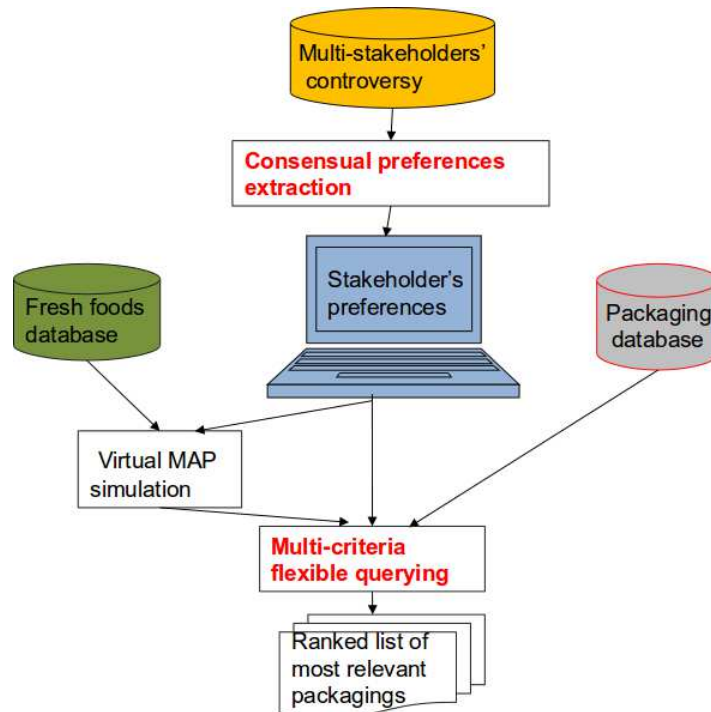 Multi-stakeholders'
controversy
Consensual preferences
extraction
Stakeholder's
preferences
Fresh foods
database
Packaging
database
Virtual MAP
simulation
Multi-criteria
flexible querying
Ranked list of
most relevant
packagings